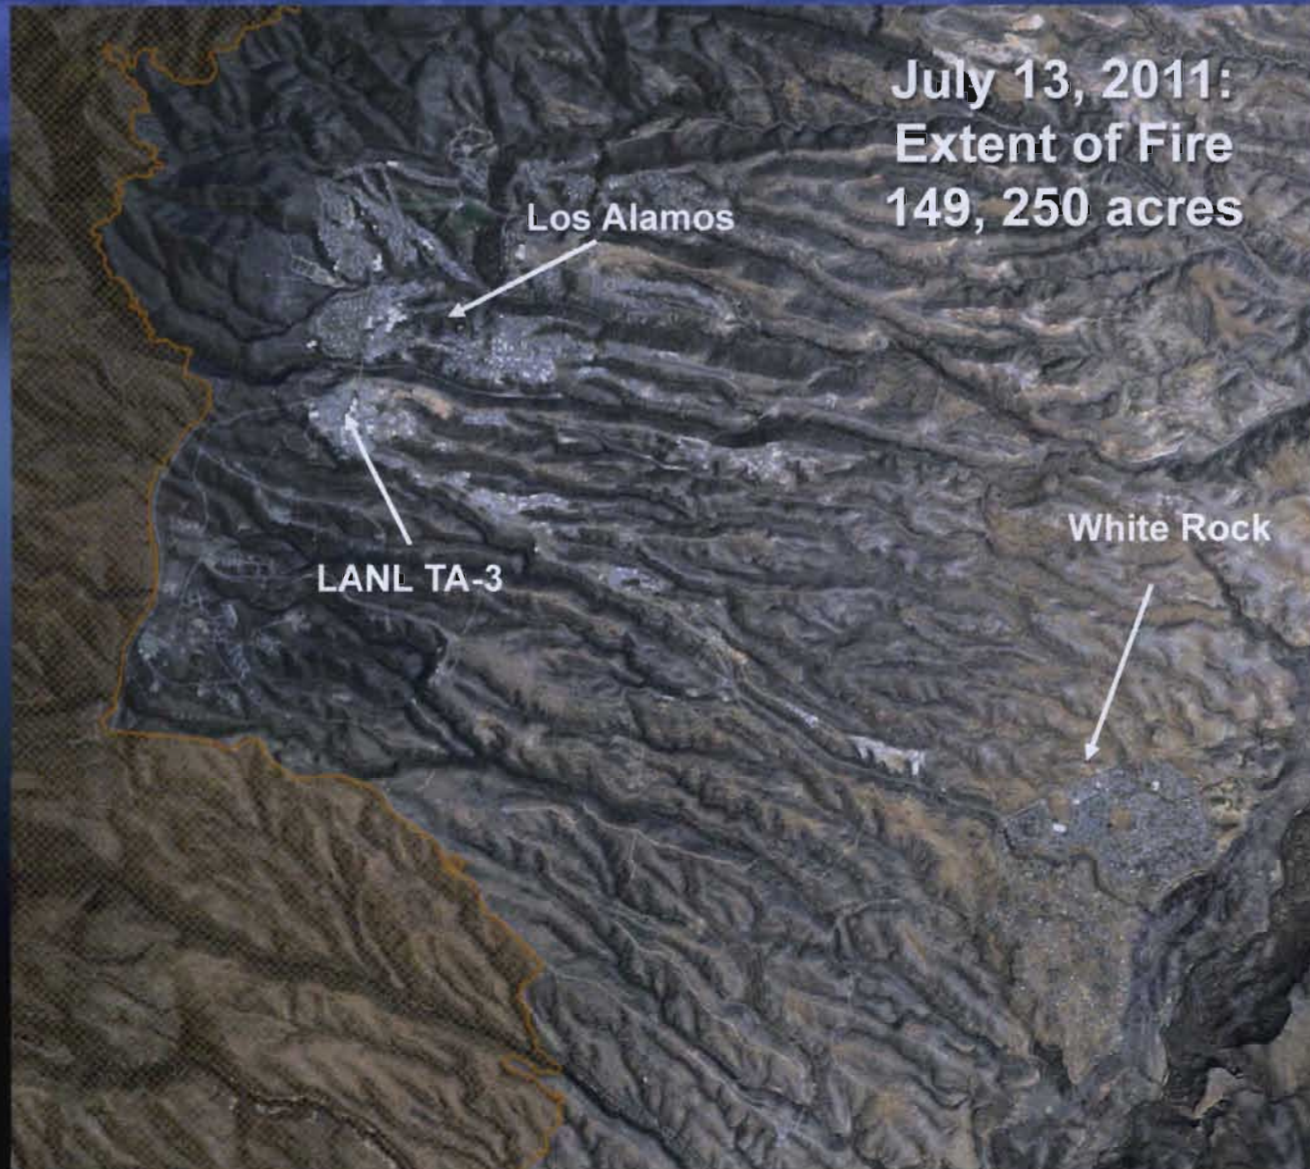 July 13, 2011:
Extent of Fire
149, 250 acres
Los Alamos
White Rock
LANL TA-3